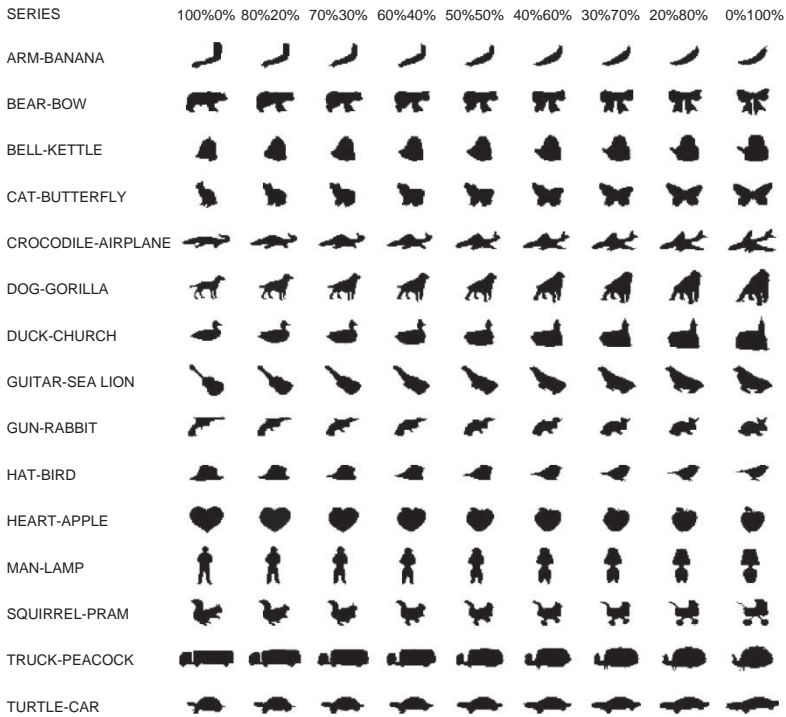 SERIES 100%0% 80%20% 70%30% 60%40% 50%50% 40%60% 30%70% 20%80% 0%100%
ARM-BANANA
BEAR-BOW
BELL-KETTLE
CAT-BUTTERFLY
CROCODILE-AIRPLANE
DOG-GORILLA
DUCK-CHURCH
GUITAR-SEA LION
GUN-RABBIT
HAT-BIRD
HEART-APPLE
MAN-LAMP
SQUIRREL-PRAM
TRUCK-PEACOCK
TURTLE-CAR